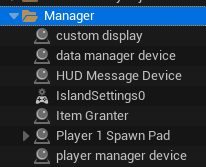 Manager
custom display
data manager device
HUD Message Device
IslandSettings0
Item Granter
Player 1 Spawn Pad
player manager device